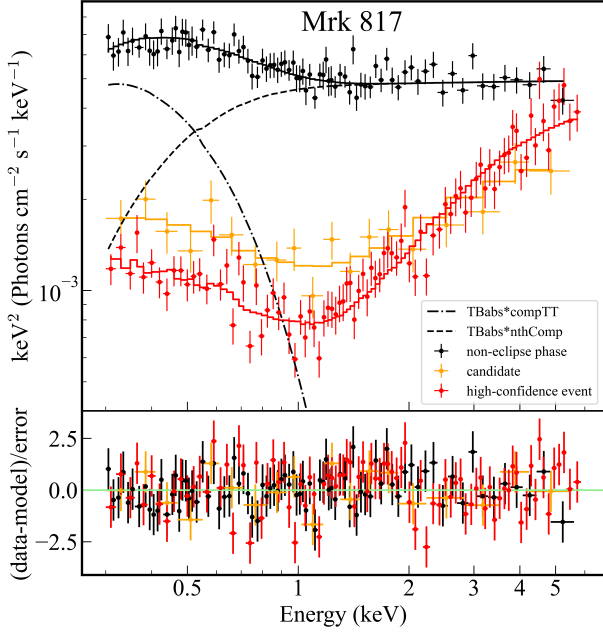 Mrk 817
keV² (Photons cm⁻² s⁻¹ keV⁻¹)
10⁻³
TBabs*compTT
TBabs*nthComp
non-eclipse phase
candidate
high-confidence event
(data-model)/error
2.5
0.0
−2.5
0.5
1
2
3
4
5
Energy (keV)